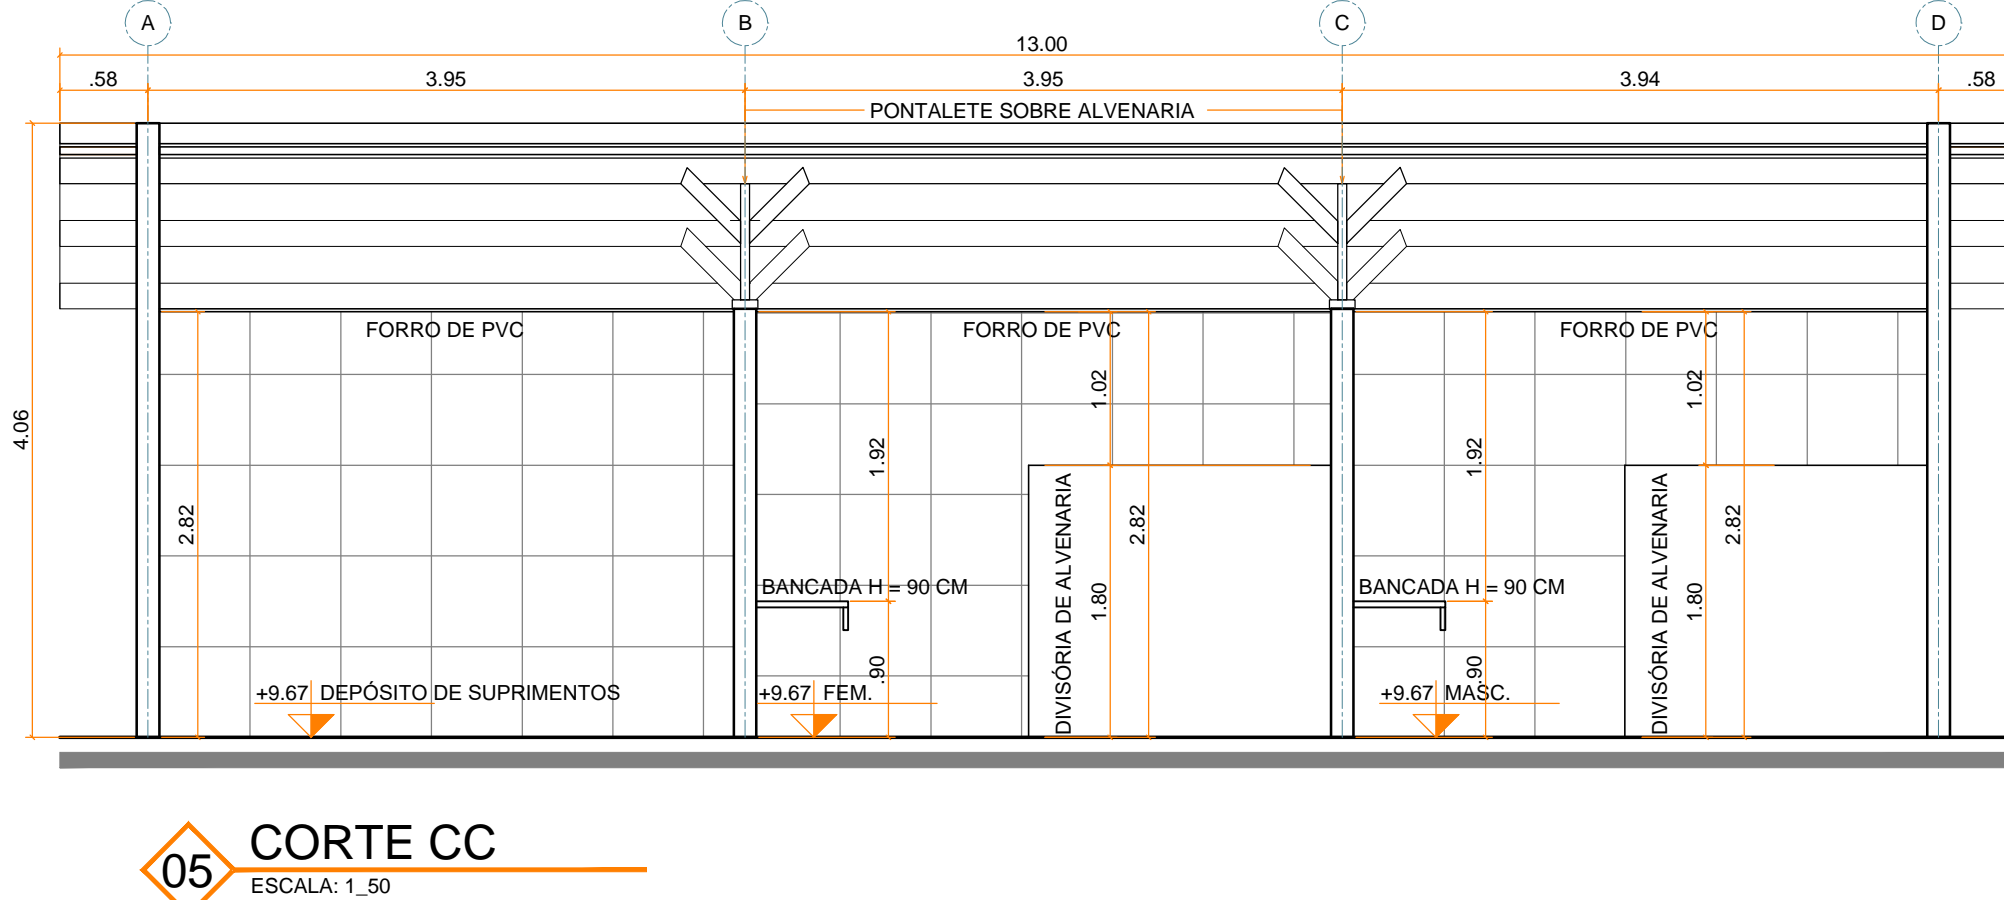 A
B
C
D
13.00
.58
3.95
3.95
3.94
.58
PONTALETE SOBRE ALVENARIA
FORRO DE PVC
FORRO DE PVC
FORRO DE PVC
4.06
2.82
1.92
1.02
2.82
1.92
1.02
2.82
BANCADA H = 90 CM
BANCADA H = 90 CM
.90
1.80
DIVISÓRIA DE ALVENARIA
.90
1.80
DIVISÓRIA DE ALVENARIA
+9.67 DEPÓSITO DE SUPRIMENTOS
+9.67 FEM.
+9.67 MASC.
05
CORTE CC
ESCALA: 1_50